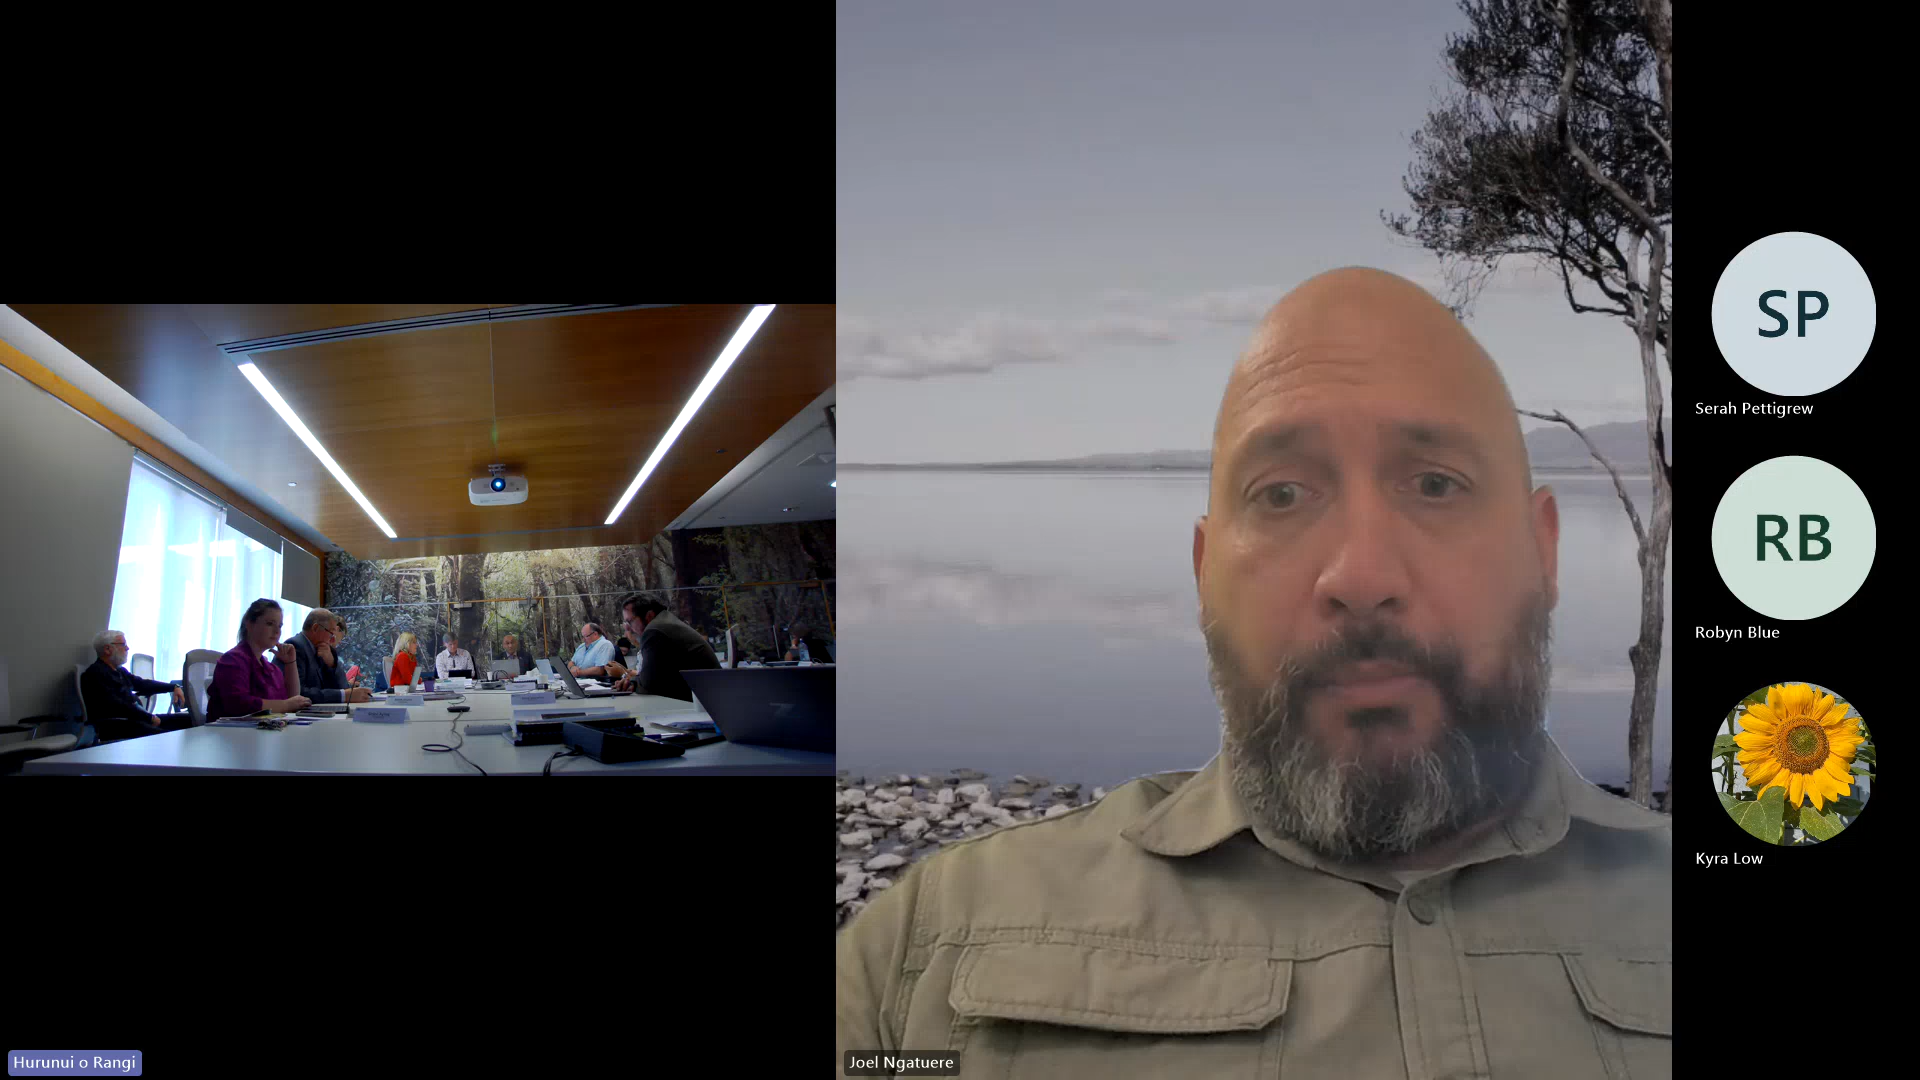 Hurunui o Rangi
Joel Ngatuere
SP
Serah Pettigrew
RB
Robyn Blue
Kyra Low